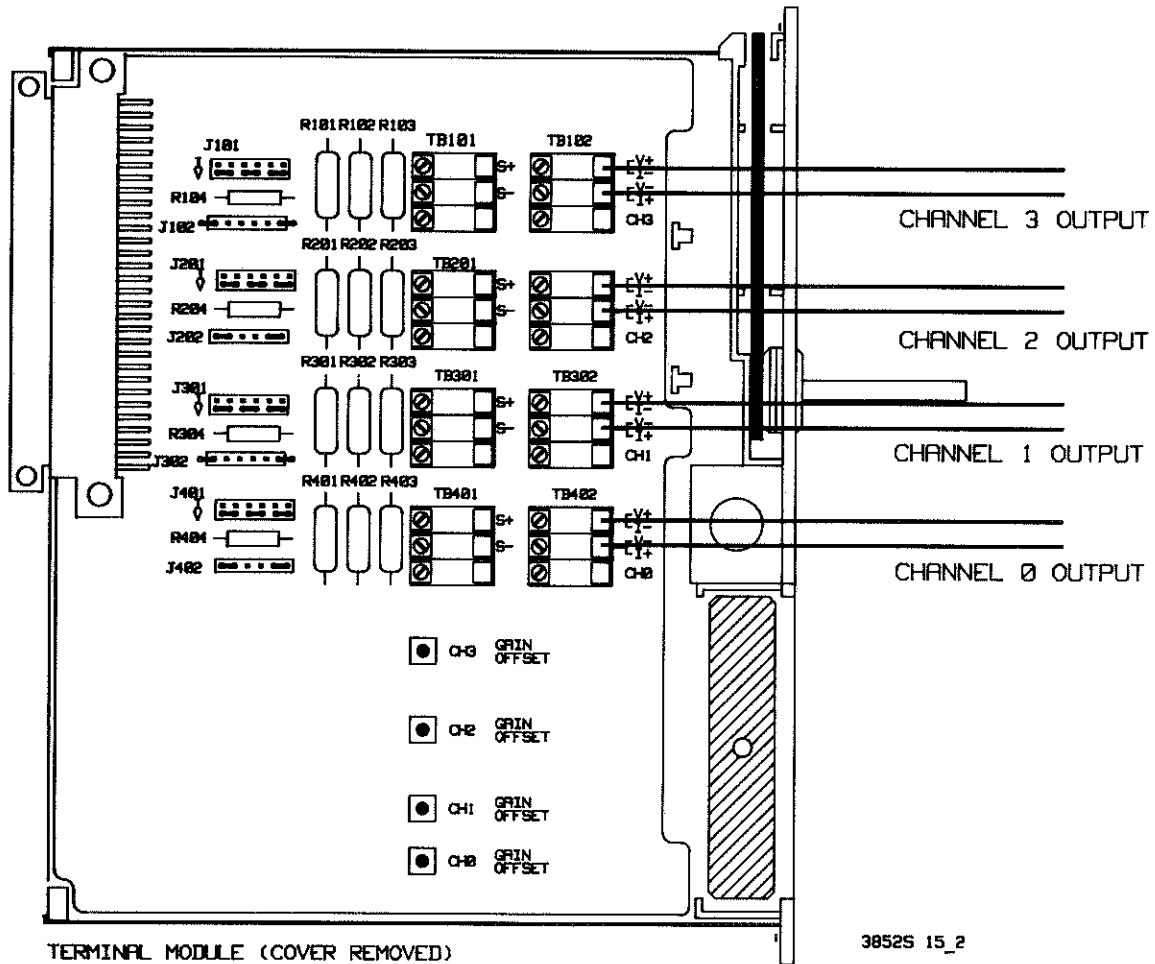 R101 R102 R103
TB101
TB102
J101
I
S+
V+
I-
R104
S-
V-
I+
CH3
CHANNEL 3 OUTPUT
J102
R201 R202 R203
TB201
J201
I
S+
V+
I-
R204
S-
V-
I+
J202
CH2
CHANNEL 2 OUTPUT
R301 R302 R303
TB301
TB302
J301
S+
V+
I-
R304
S-
V-
I+
CH1
CHANNEL 1 OUTPUT
J302
R401 R402 R403
TB401
TB402
J401
I
S+
V+
I-
R404
S-
V-
I+
J402
CH0
CHANNEL 0 OUTPUT
CH3 GAIN
OFFSET
CH2 GAIN
OFFSET
CH1 GAIN
OFFSET
CH0 GAIN
OFFSET
TERMINAL MODULE (COVER REMOVED)
3852S 15_2